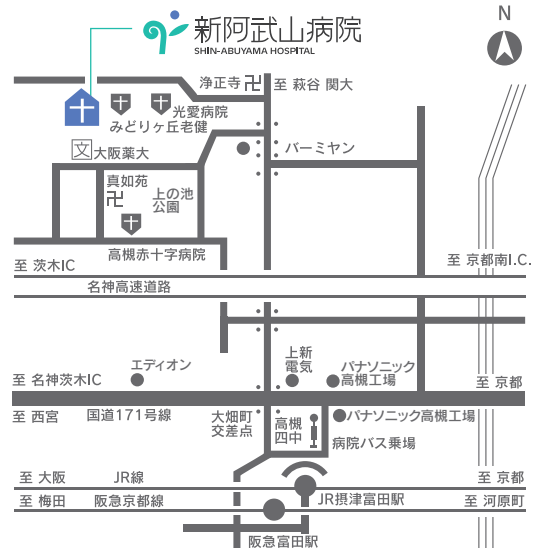 新阿武山病院
SHIN-ABUYAMA HOSPITAL
N
浄正寺
至 萩谷 関大
光愛病院
みどりヶ丘老健
文
大阪薬大
バーミヤン
真如苑
上の池
公園
高槻赤十字病院
至 茨木IC
至 京都南I.C.
名神高速道路
エディオン
上新
電気
パナソニック
高槻工場
至 名神茨木IC
至 京都
至 西宮
国道171号線
大畑町
交差点
高槻
四中
パナソニック高槻工場
病院バス乗場
至 大阪
JR線
至 京都
JR摂津富田駅
至 梅田
阪急京都線
至 河原町
阪急富田駅